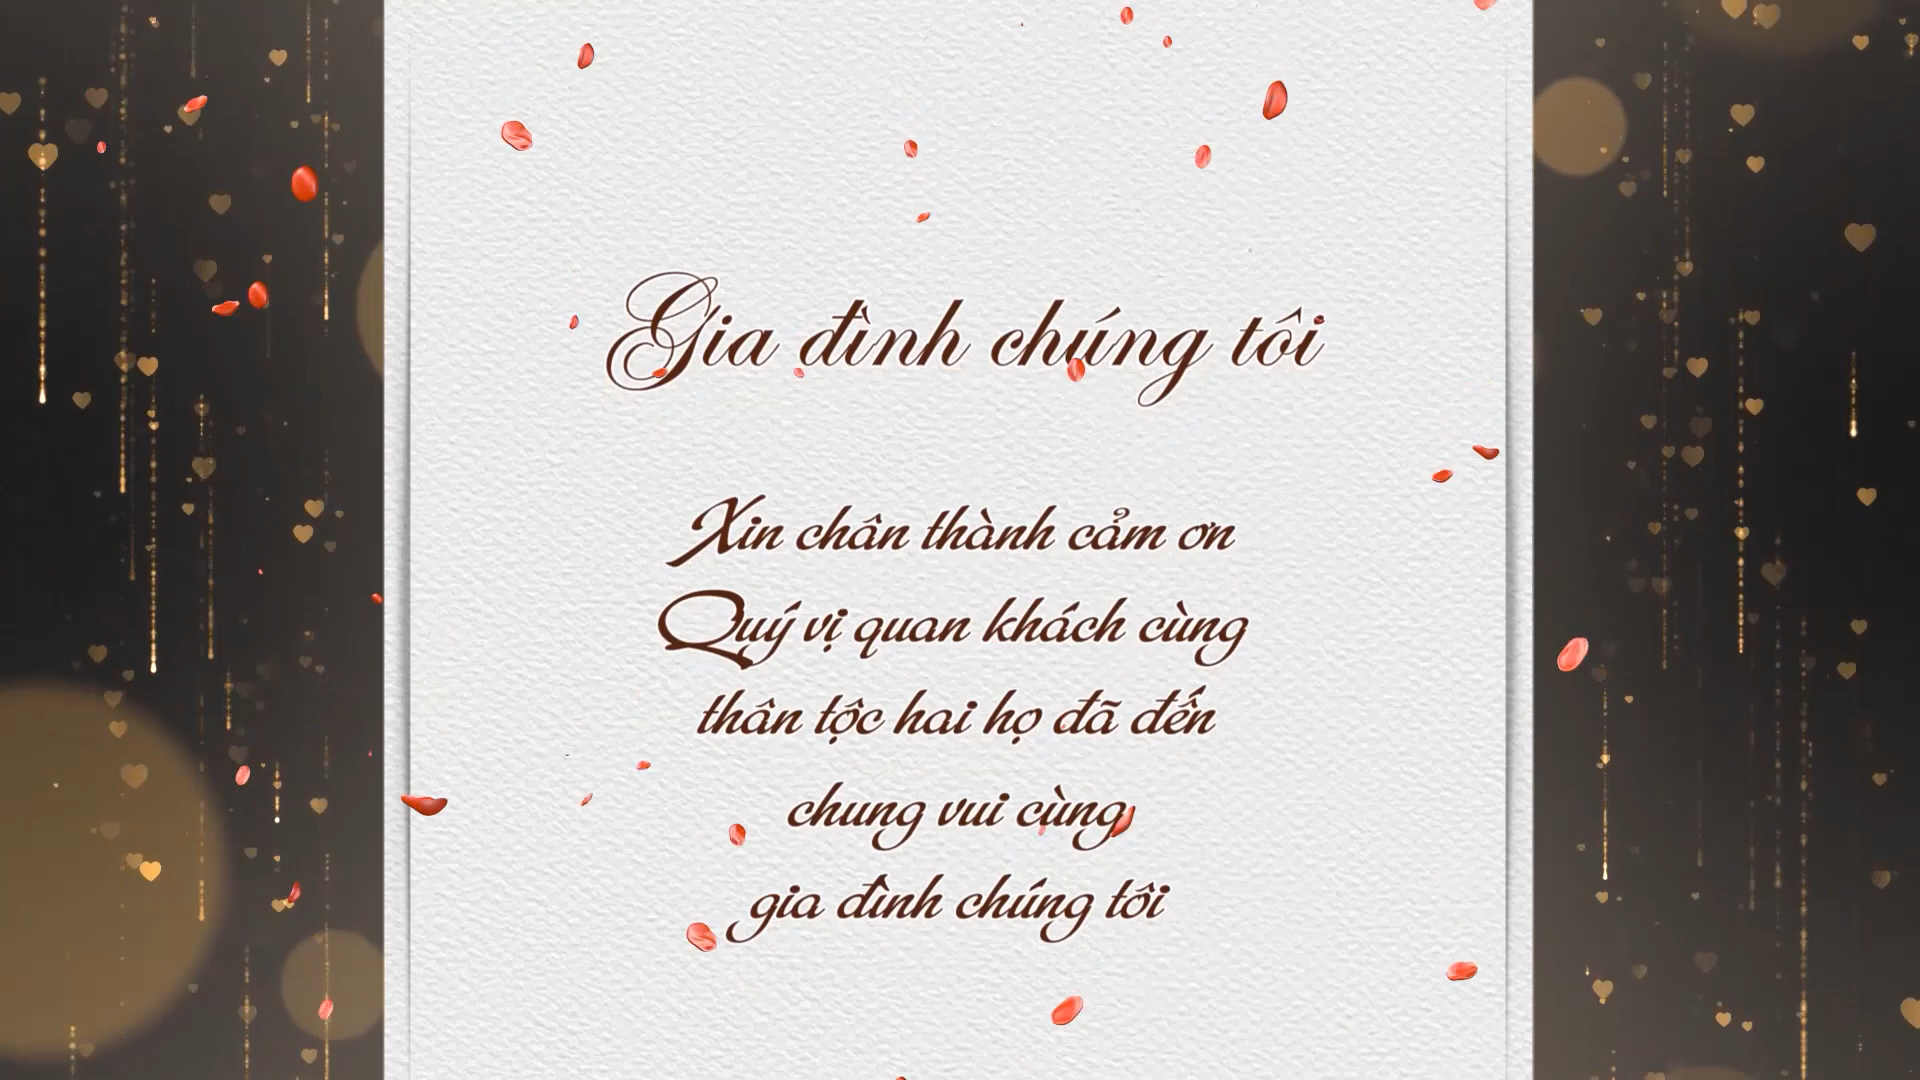 Gia đình chúng tôi
Xin chân thành cảm ơn
Quý vị quan khách cùng
thân tộc hai họ đã đến
chung vui cùng
gia đình chúng tôi